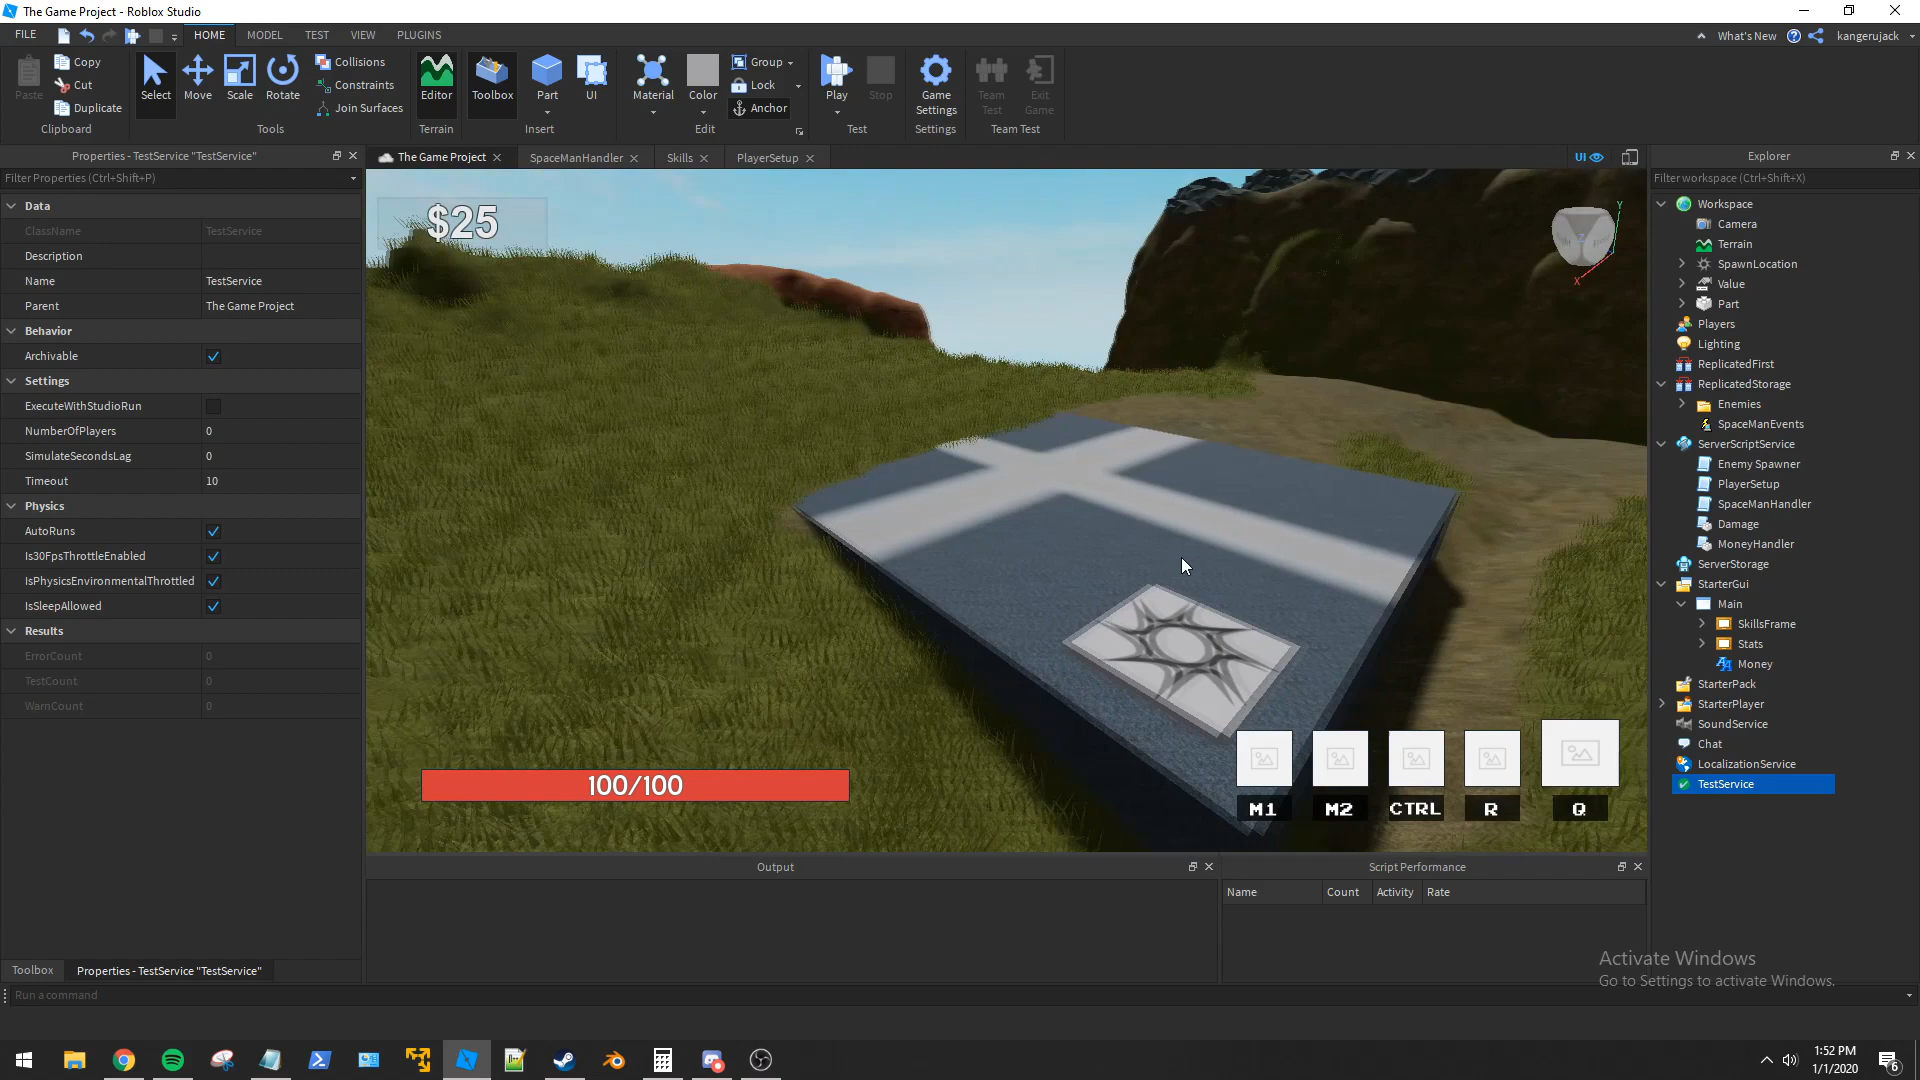 The Game Project - Roblox Studio
FILE HOME MODEL TEST VIEW PLUGINS What's New kangerujack
Paste Copy Cut Duplicate Clipboard
Select Move Scale Rotate Collisions Constraints Join Surfaces Tools
Editor Terrain
Toolbox Part UI Insert
Material Color Group Lock Anchor Edit
Play Stop Test
Game Settings Settings
Team Test Exit Game Team Test
Properties - TestService "TestService"
Filter Properties (Ctrl+Shift+P)
Data
ClassName TestService
Description
Name TestService
Parent The Game Project
Behavior
Archivable
Settings
ExecuteWithStudioRun
NumberOfPlayers 0
SimulateSecondsLag 0
Timeout 10
Physics
AutoRuns
Is30FpsThrottleEnabled
IsPhysicsEnvironmentalThrottled
IsSleepAllowed
Results
ErrorCount 0
TestCount 0
WarnCount 0
Toolbox Properties - TestService "TestService"
Run a command
The Game Project SpaceManHandler Skills PlayerSetup UI
$25
Y
Z
X
100/100
M1 M2 CTRL R Q
Output
Script Performance
Name Count Activity Rate
Explorer
Filter workspace (Ctrl+Shift+X)
Workspace
Camera
Terrain
SpawnLocation
Value
Part
Players
Lighting
ReplicatedFirst
ReplicatedStorage
Enemies
SpaceManEvents
ServerScriptService
Enemy Spawner
PlayerSetup
SpaceManHandler
Damage
MoneyHandler
ServerStorage
StarterGui
Main
SkillsFrame
Stats
Money
StarterPack
StarterPlayer
SoundService
Chat
LocalizationService
TestService
Activate Windows
Go to Settings to activate Windows.
1:52 PM
1/1/2020
6